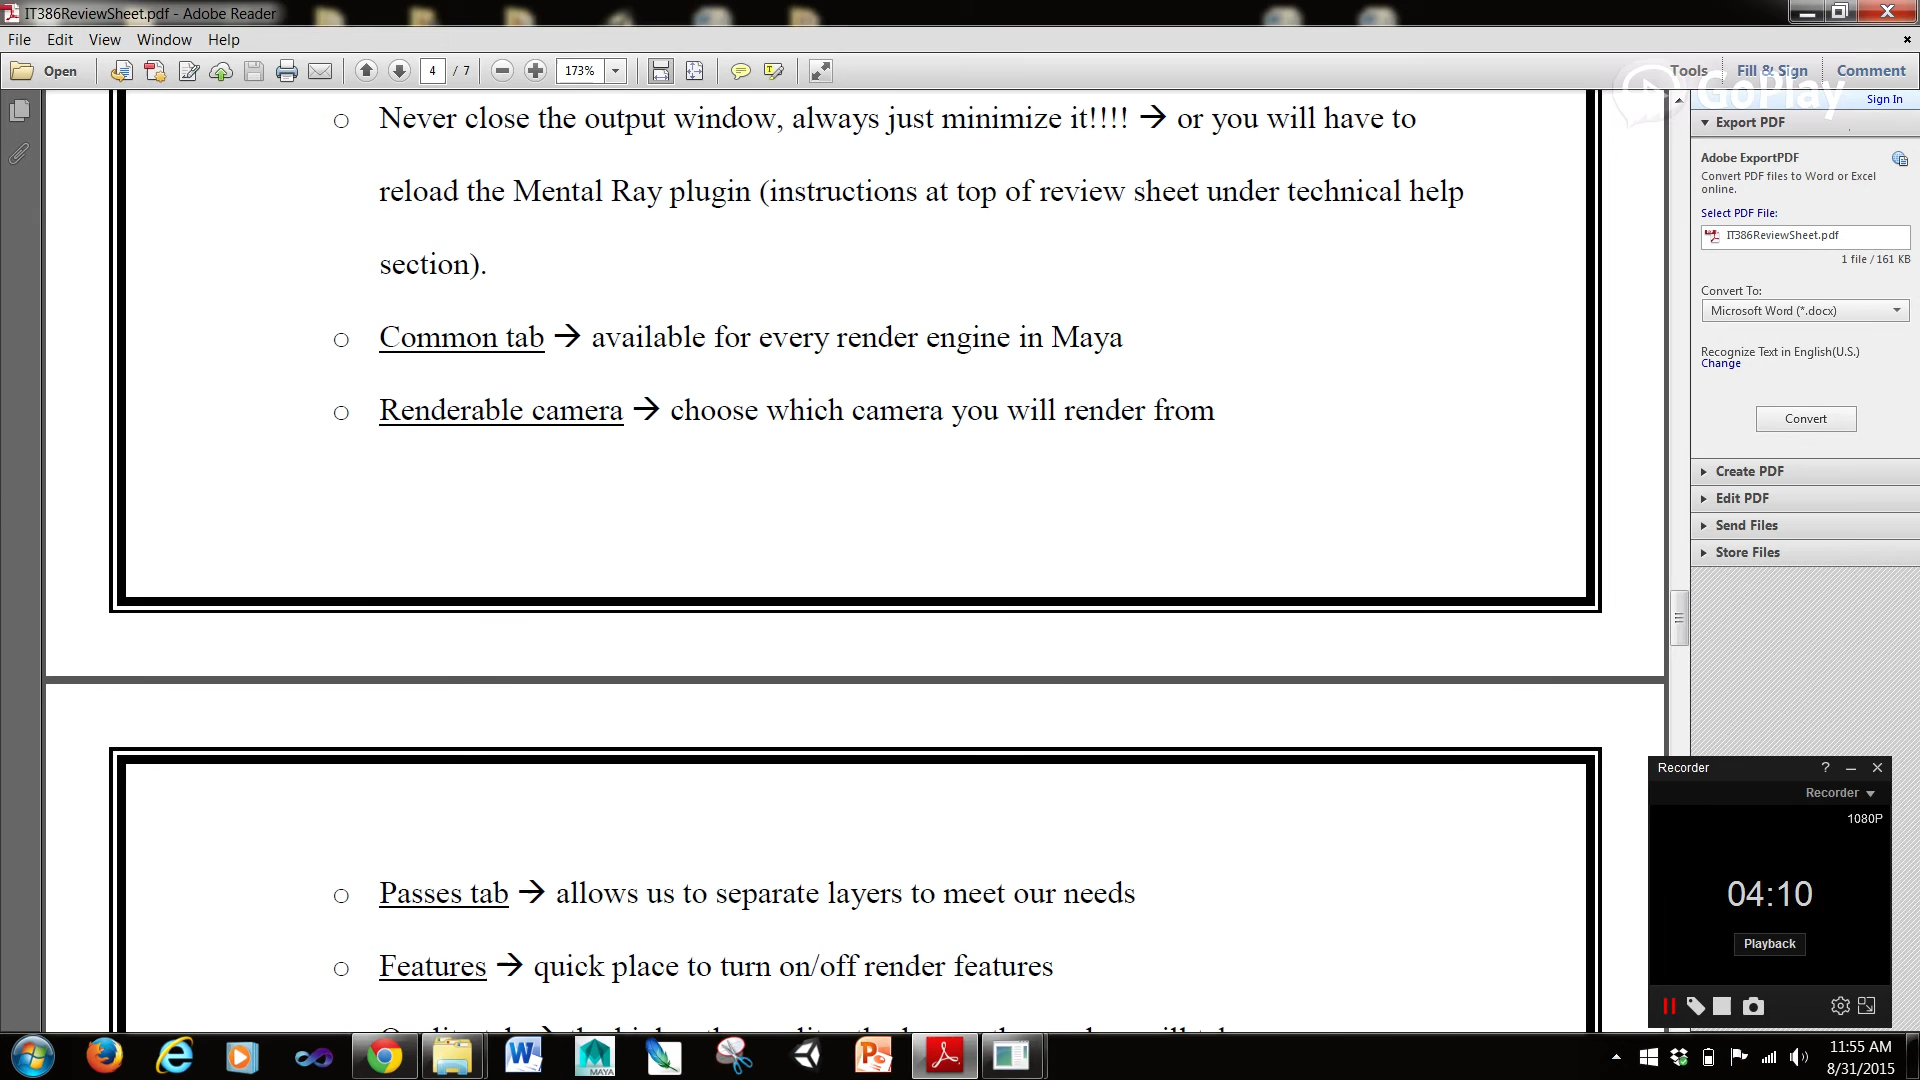 IT386ReviewSheet.pdf - Adobe Reader
File Edit View Window Help
Open 4 / 7 173% Tools Fill & Sign Comment
GoPlay
Sign In
○ Never close the output window, always just minimize it!!!! → or you will have to
reload the Mental Ray plugin (instructions at top of review sheet under technical help
section).
○ Common tab → available for every render engine in Maya
○ Renderable camera → choose which camera you will render from
○ Passes tab → allows us to separate layers to meet our needs
○ Features → quick place to turn on/off render features
Export PDF
Adobe ExportPDF
Convert PDF files to Word or Excel
online.
Select PDF File:
IT386ReviewSheet.pdf
1 file / 161 KB
Convert To:
Microsoft Word (*.docx)
Recognize Text in English(U.S.)
Change
Convert
Create PDF
Edit PDF
Send Files
Store Files
Recorder ?
Recorder
1080P
04:10
Playback
MAYA
11:55 AM
8/31/2015